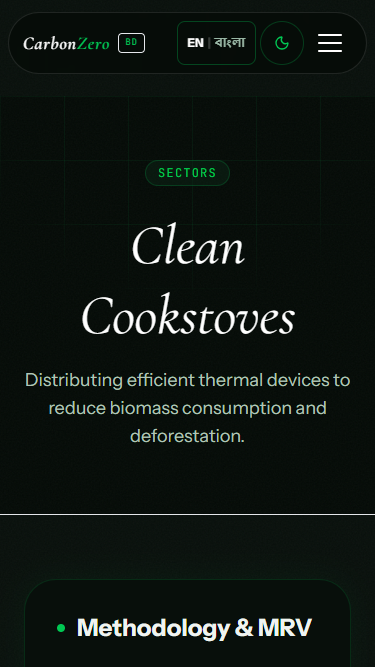 CarbonZero BD EN | বাংলা
SECTORS
Clean
Cookstoves
Distributing efficient thermal devices to
reduce biomass consumption and
deforestation.
Methodology & MRV